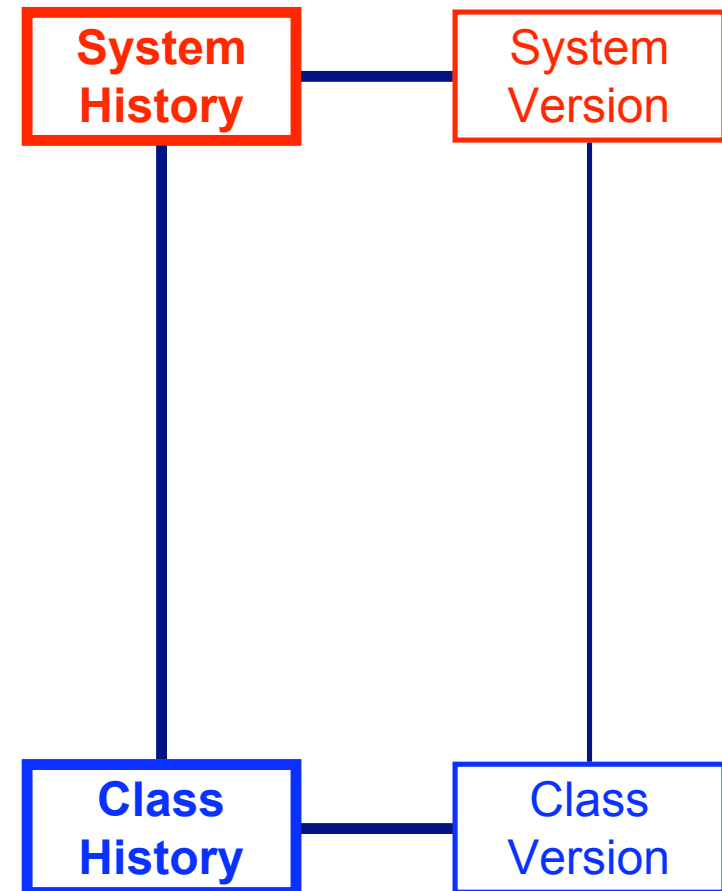 System
History
System
Version
Class
History
Class
Version